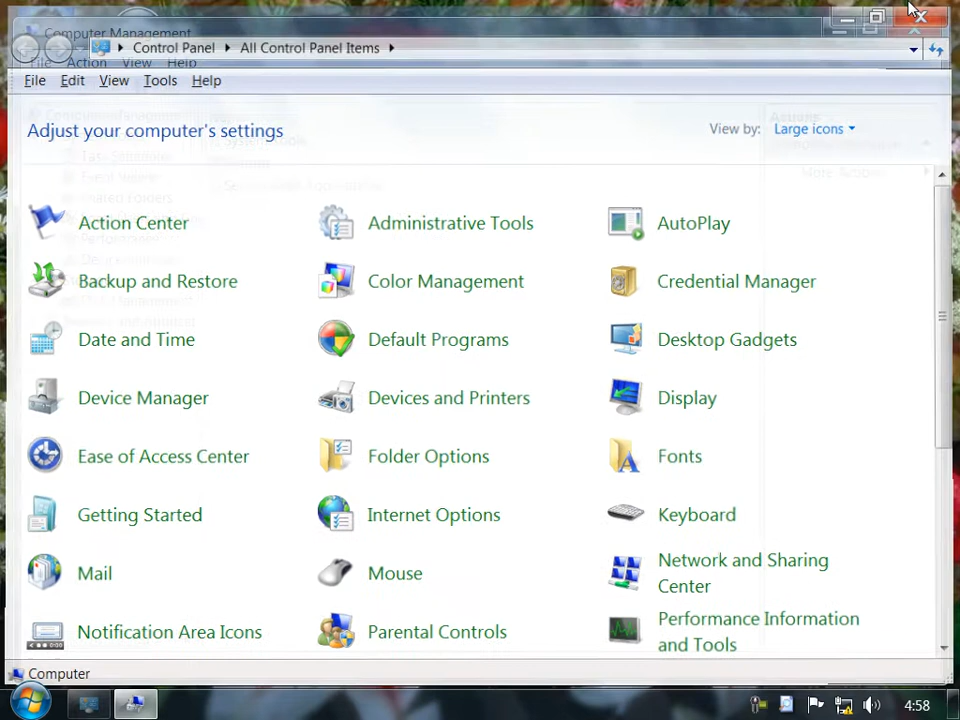 Computer Management
Control Panel
All Control Panel Items
File Action View Help
File Edit View Tools Help
Adjust your computer's settings
View by: Large icons
Action Center
Administrative Tools
AutoPlay
Backup and Restore
Color Management
Credential Manager
Date and Time
Default Programs
Desktop Gadgets
Device Manager
Devices and Printers
Display
Ease of Access Center
Folder Options
Fonts
Getting Started
Internet Options
Keyboard
Mail
Mouse
Network and Sharing
Center
Notification Area Icons
Parental Controls
Performance Information
and Tools
Computer
4:58